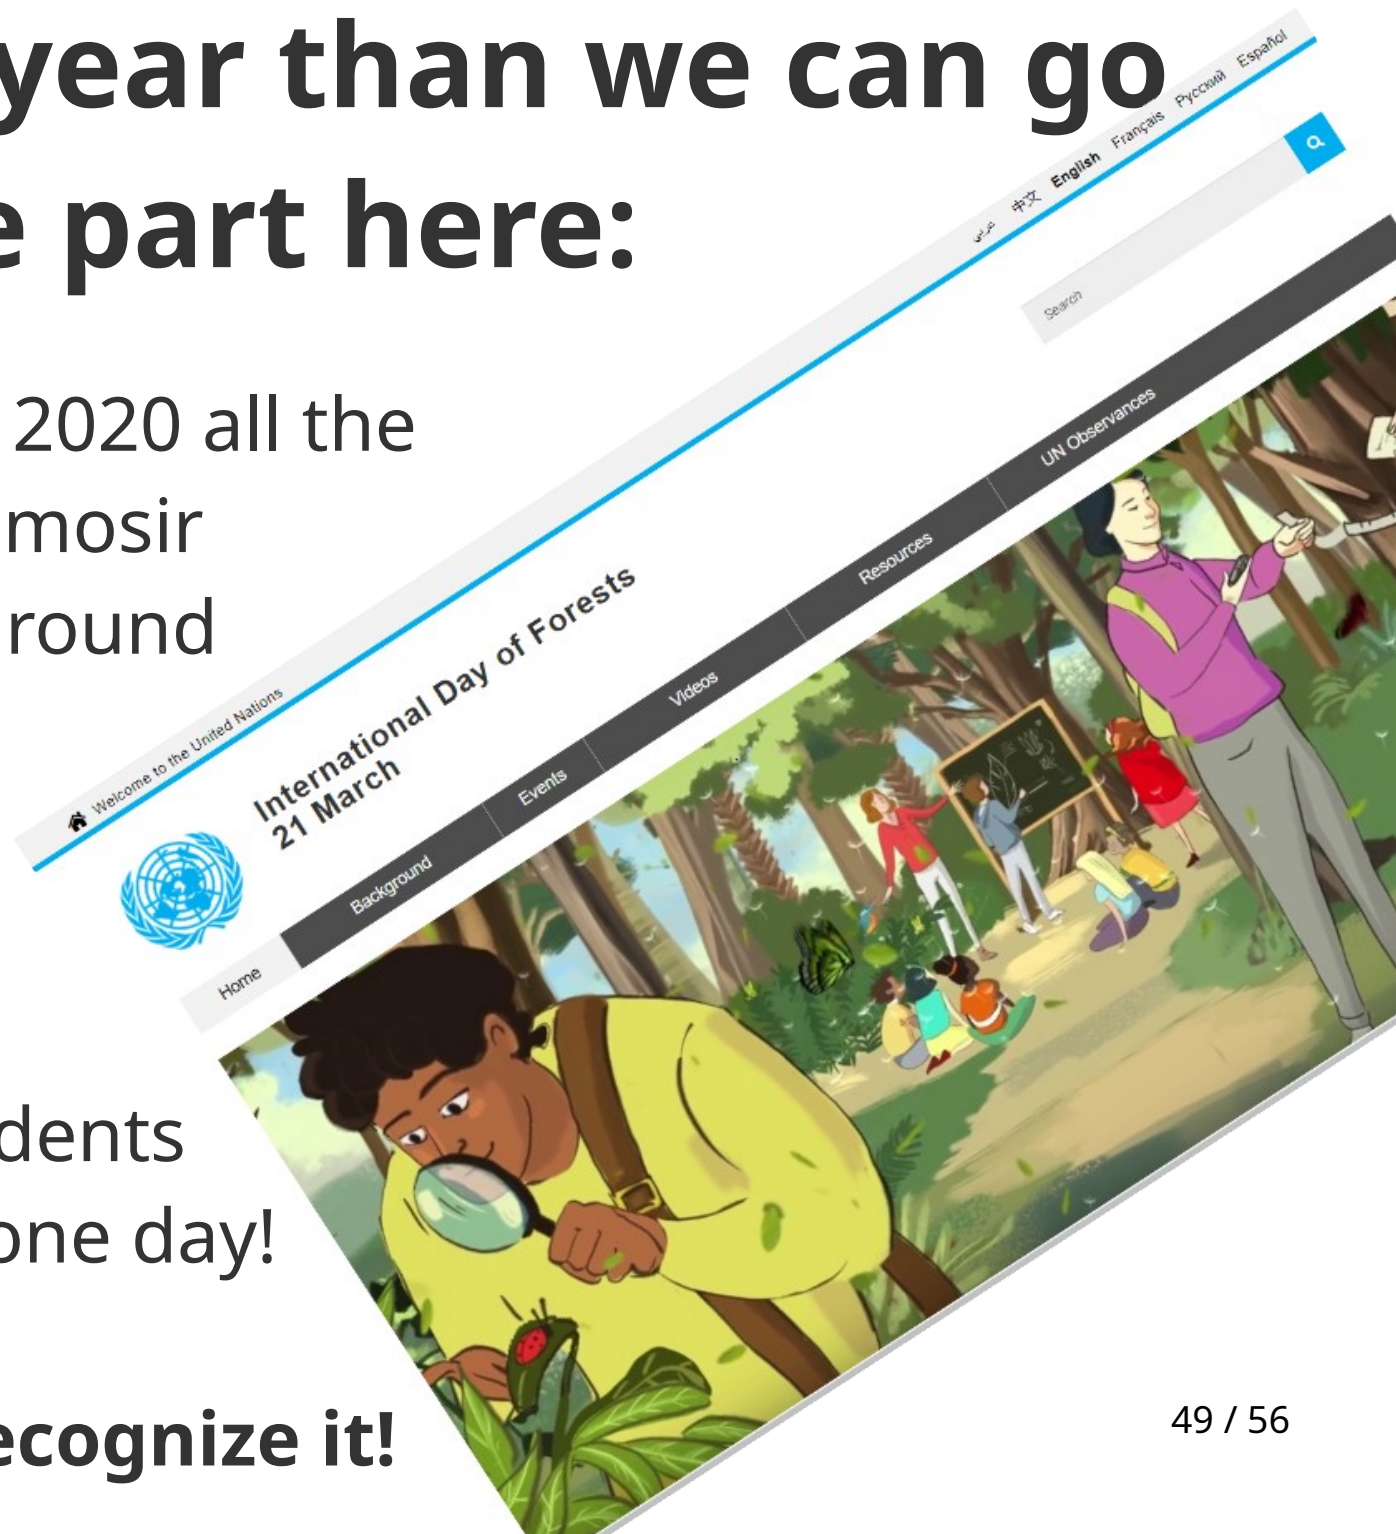 year than we can go
e part here:
2020 all the
mosir
round
dents
one day!
ecognize it!
Welcome to the United Nations
عربي 中文 English Français Русский Español
Search
International Day of Forests
21 March
Home Background Events Videos Resources UN Observances
49 / 56